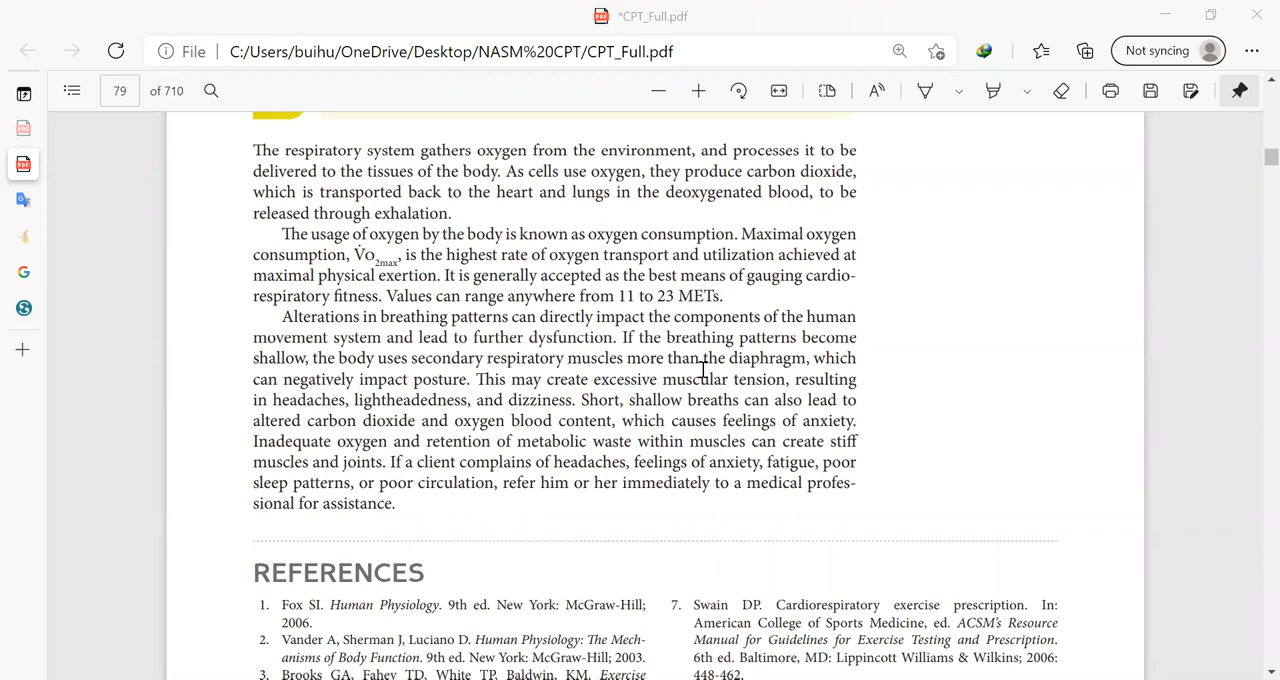 *CPT_Full.pdf
File | C:/Users/buihu/OneDrive/Desktop/NASM%20CPT/CPT_Full.pdf
Not syncing
79 of 710
The respiratory system gathers oxygen from the environment, and processes it to be
delivered to the tissues of the body. As cells use oxygen, they produce carbon dioxide,
which is transported back to the heart and lungs in the deoxygenated blood, to be
released through exhalation.
The usage of oxygen by the body is known as oxygen consumption. Maximal oxygen
consumption, V̇o2max, is the highest rate of oxygen transport and utilization achieved at
maximal physical exertion. It is generally accepted as the best means of gauging cardio-
respiratory fitness. Values can range anywhere from 11 to 23 METs.
Alterations in breathing patterns can directly impact the components of the human
movement system and lead to further dysfunction. If the breathing patterns become
shallow, the body uses secondary respiratory muscles more than the diaphragm, which
can negatively impact posture. This may create excessive muscular tension, resulting
in headaches, lightheadedness, and dizziness. Short, shallow breaths can also lead to
altered carbon dioxide and oxygen blood content, which causes feelings of anxiety.
Inadequate oxygen and retention of metabolic waste within muscles can create stiff
muscles and joints. If a client complains of headaches, feelings of anxiety, fatigue, poor
sleep patterns, or poor circulation, refer him or her immediately to a medical profes-
sional for assistance.
REFERENCES
1. Fox SI. Human Physiology. 9th ed. New York: McGraw-Hill;
2006.
2. Vander A, Sherman J, Luciano D. Human Physiology: The Mech-
anisms of Body Function. 9th ed. New York: McGraw-Hill; 2003.
3. Brooks GA, Fahey TD, White TP, Baldwin, KM. Exercise
7. Swain DP. Cardiorespiratory exercise prescription. In:
American College of Sports Medicine, ed. ACSM's Resource
Manual for Guidelines for Exercise Testing and Prescription.
6th ed. Baltimore, MD: Lippincott Williams & Wilkins; 2006:
448-462.